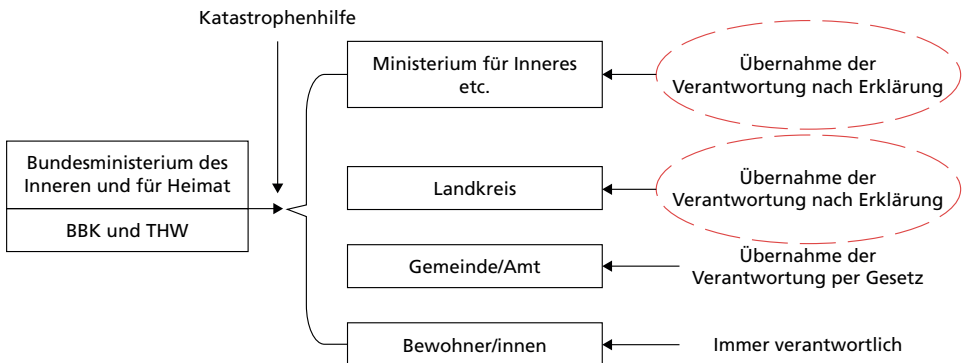 Katastrophenhilfe
Bundesministerium des
Inneren und für Heimat
BBK und THW
Ministerium für Inneres
etc.
Übernahme der
Verantwortung nach Erklärung
Landkreis
Übernahme der
Verantwortung nach Erklärung
Gemeinde/Amt
Übernahme der
Verantwortung per Gesetz
Bewohner/innen
Immer verantwortlich